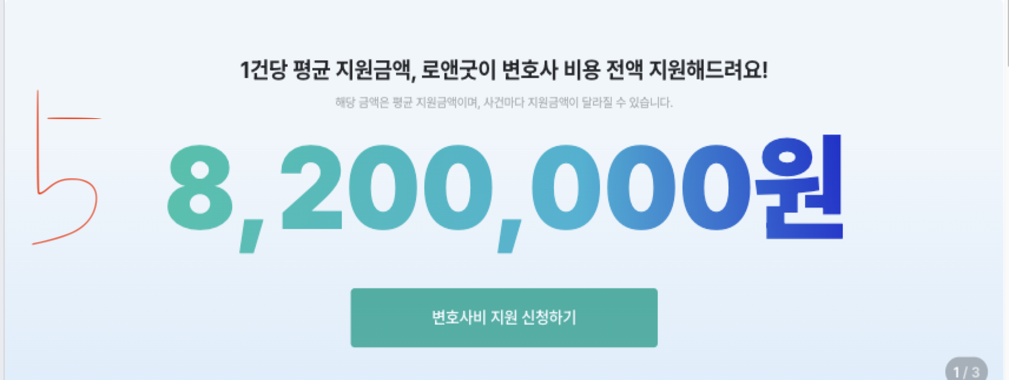 1건당 평균 지원금액, 로앤굿이 변호사 비용 전액 지원해드려요!
해당 금액은 평균 지원금액이며, 사건마다 지원금액이 달라질 수 있습니다.
5
8,200,000원
변호사비 지원 신청하기
1 / 3